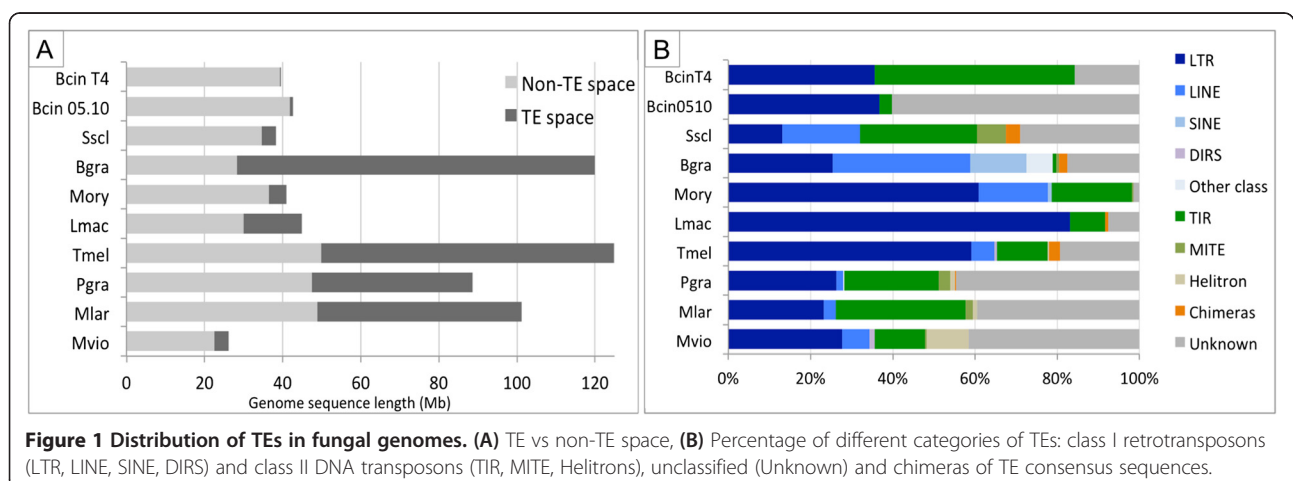 A
Bcin T4
Bcin 05.10
Sscl
Bgra
Mory
Lmac
Tmel
Pgra
Mlar
Mvio
Non-TE space
TE space
0 20 40 60 80 100 120
Genome sequence length (Mb)
B
BcinT4
Bcin0510
Sscl
Bgra
Mory
Lmac
Tmel
Pgra
Mlar
Mvio
0% 20% 40% 60% 80% 100%
LTR
LINE
SINE
DIRS
Other class
TIR
MITE
Helitron
Chimeras
Unknown
Figure 1 Distribution of TEs in fungal genomes. (A) TE vs non-TE space, (B) Percentage of different categories of TEs: class I retrotransposons
(LTR, LINE, SINE, DIRS) and class II DNA transposons (TIR, MITE, Helitrons), unclassified (Unknown) and chimeras of TE consensus sequences.